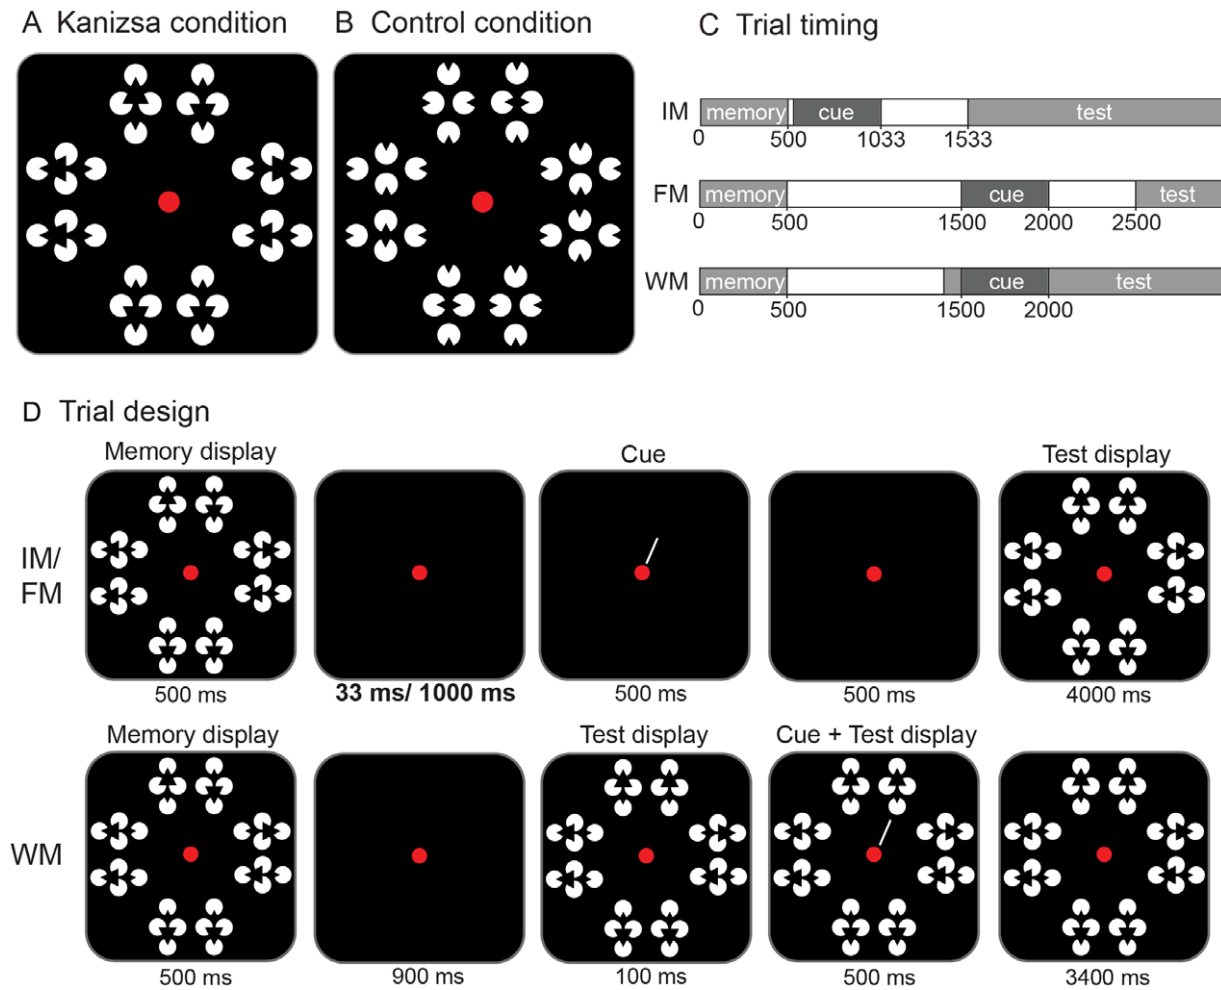 A Kanizsa condition
B Control condition
C Trial timing
IM
memory
cue
test
0
500
1033
1533
FM
memory
cue
test
0
500
1500
2000
2500
WM
memory
cue
test
0
500
1500
2000
D Trial design
Memory display
Cue
Test display
IM/
FM
500 ms
33 ms/ 1000 ms
500 ms
500 ms
4000 ms
Memory display
Test display
Cue + Test display
WM
500 ms
900 ms
100 ms
500 ms
3400 ms